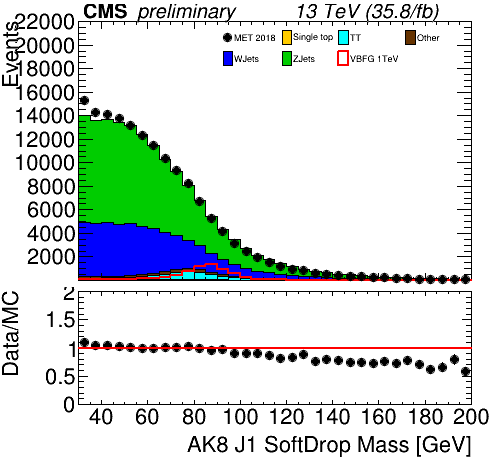 CMS preliminary 13 TeV (35.8/fb)
Events
22000
20000
18000
16000
14000
12000
10000
8000
6000
4000
2000
MET 2018 Single top TT Other
WJets ZJets VBFG 1TeV
Data/MC
2
1.5
1
0.5
0
40 60 80 100 120 140 160 180 200
AK8 J1 SoftDrop Mass [GeV]